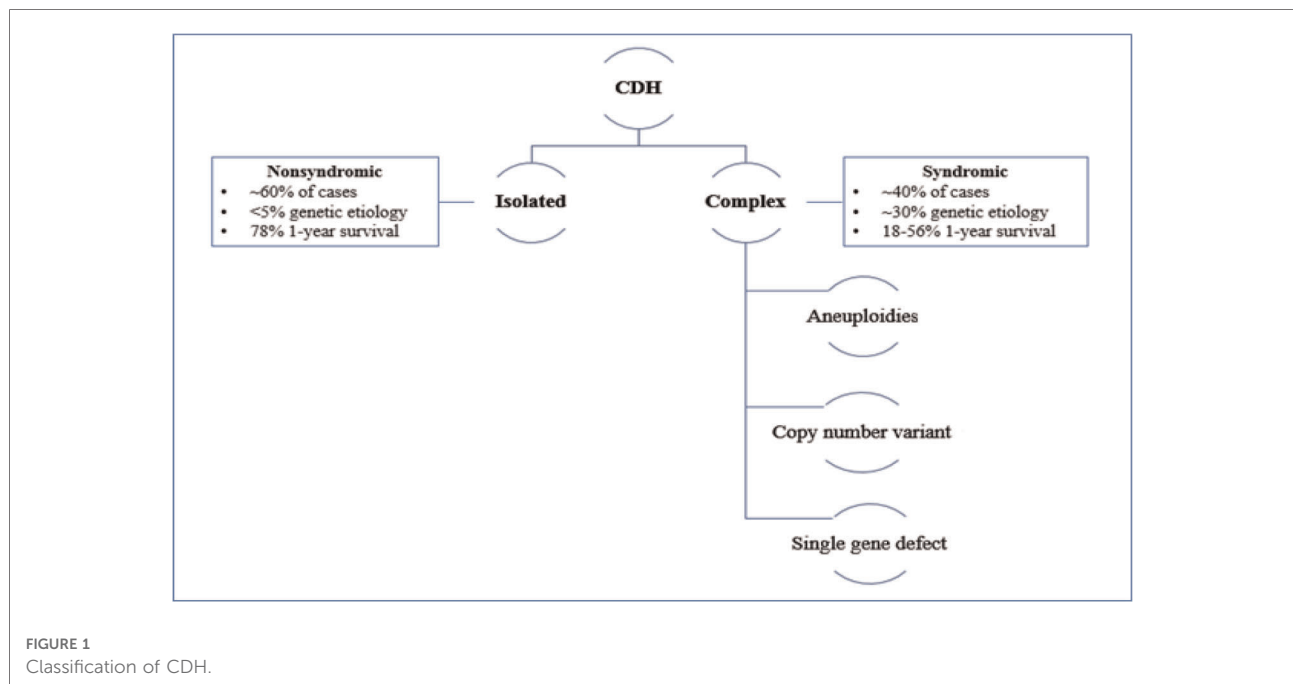 CDH
Nonsyndromic
• ~60% of cases
• <5% genetic etiology
• 78% 1-year survival
Isolated
Complex
Syndromic
• ~40% of cases
• ~30% genetic etiology
• 18-56% 1-year survival
Aneuploidies
Copy number variant
Single gene defect
FIGURE 1
Classification of CDH.